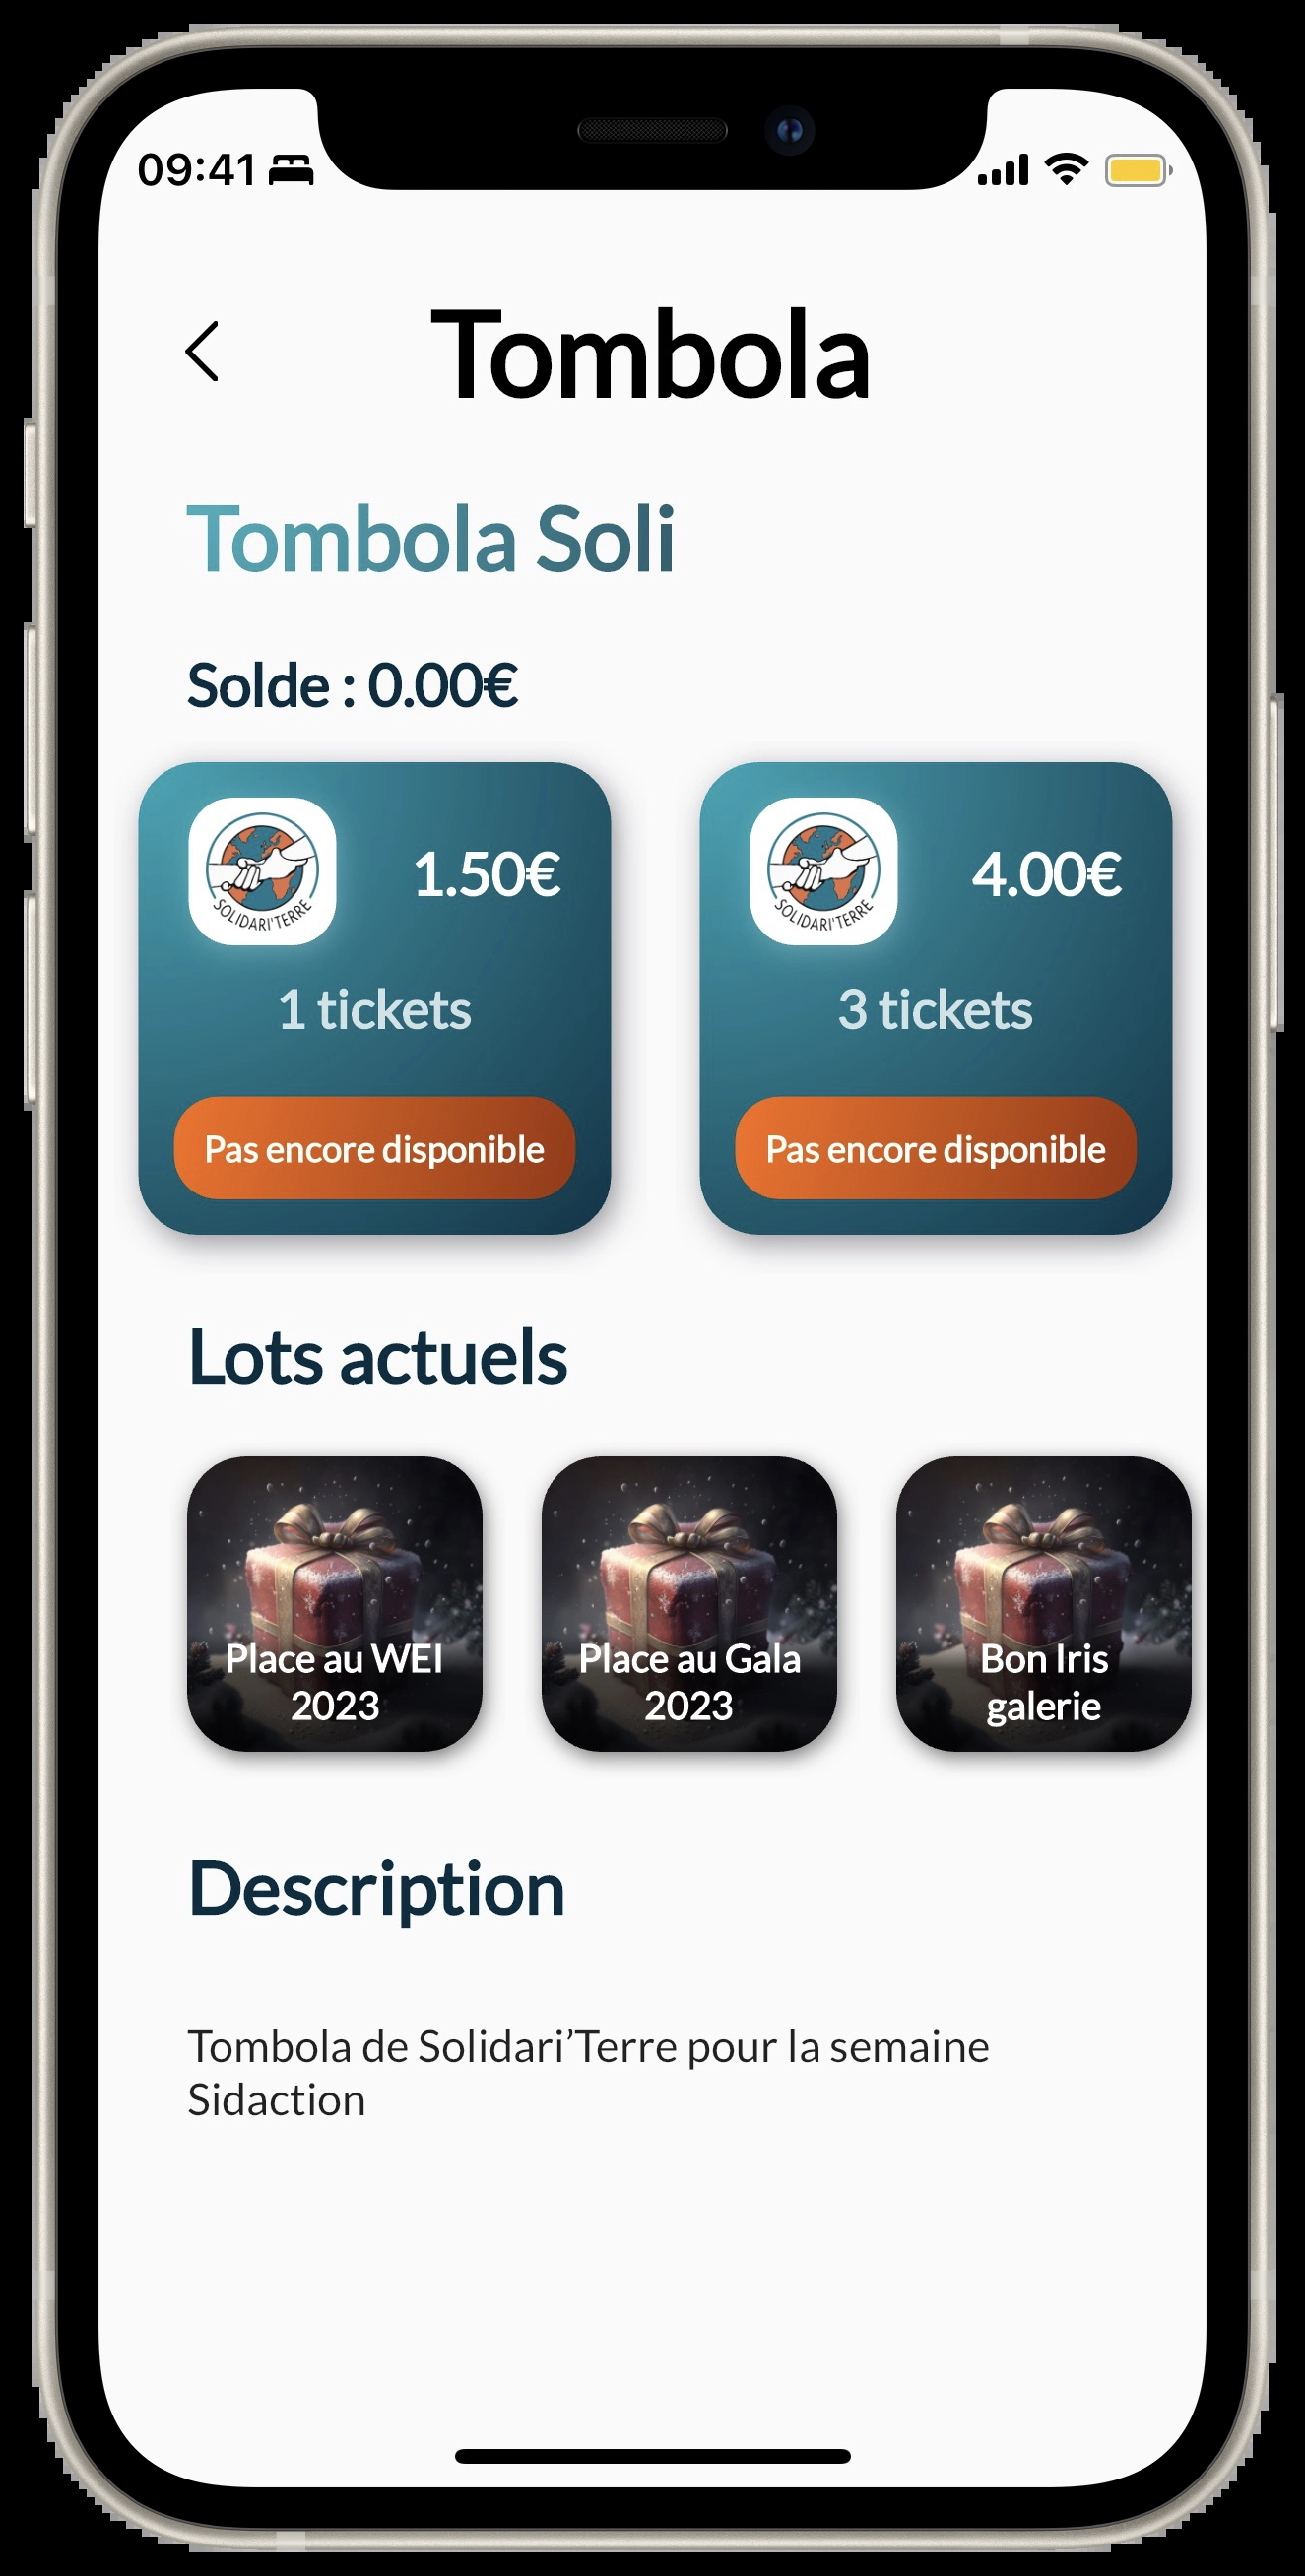 09:41
Tombola
Tombola Soli
Solde : 0.00€
SOLIDARI'TERRE
1.50€
1 tickets
Pas encore disponible
SOLIDARI'TERRE
4.00€
3 tickets
Pas encore disponible
Lots actuels
Place au WEI
2023
Place au Gala
2023
Bon Iris
galerie
Description
Tombola de Solidari’Terre pour la semaine
Sidaction